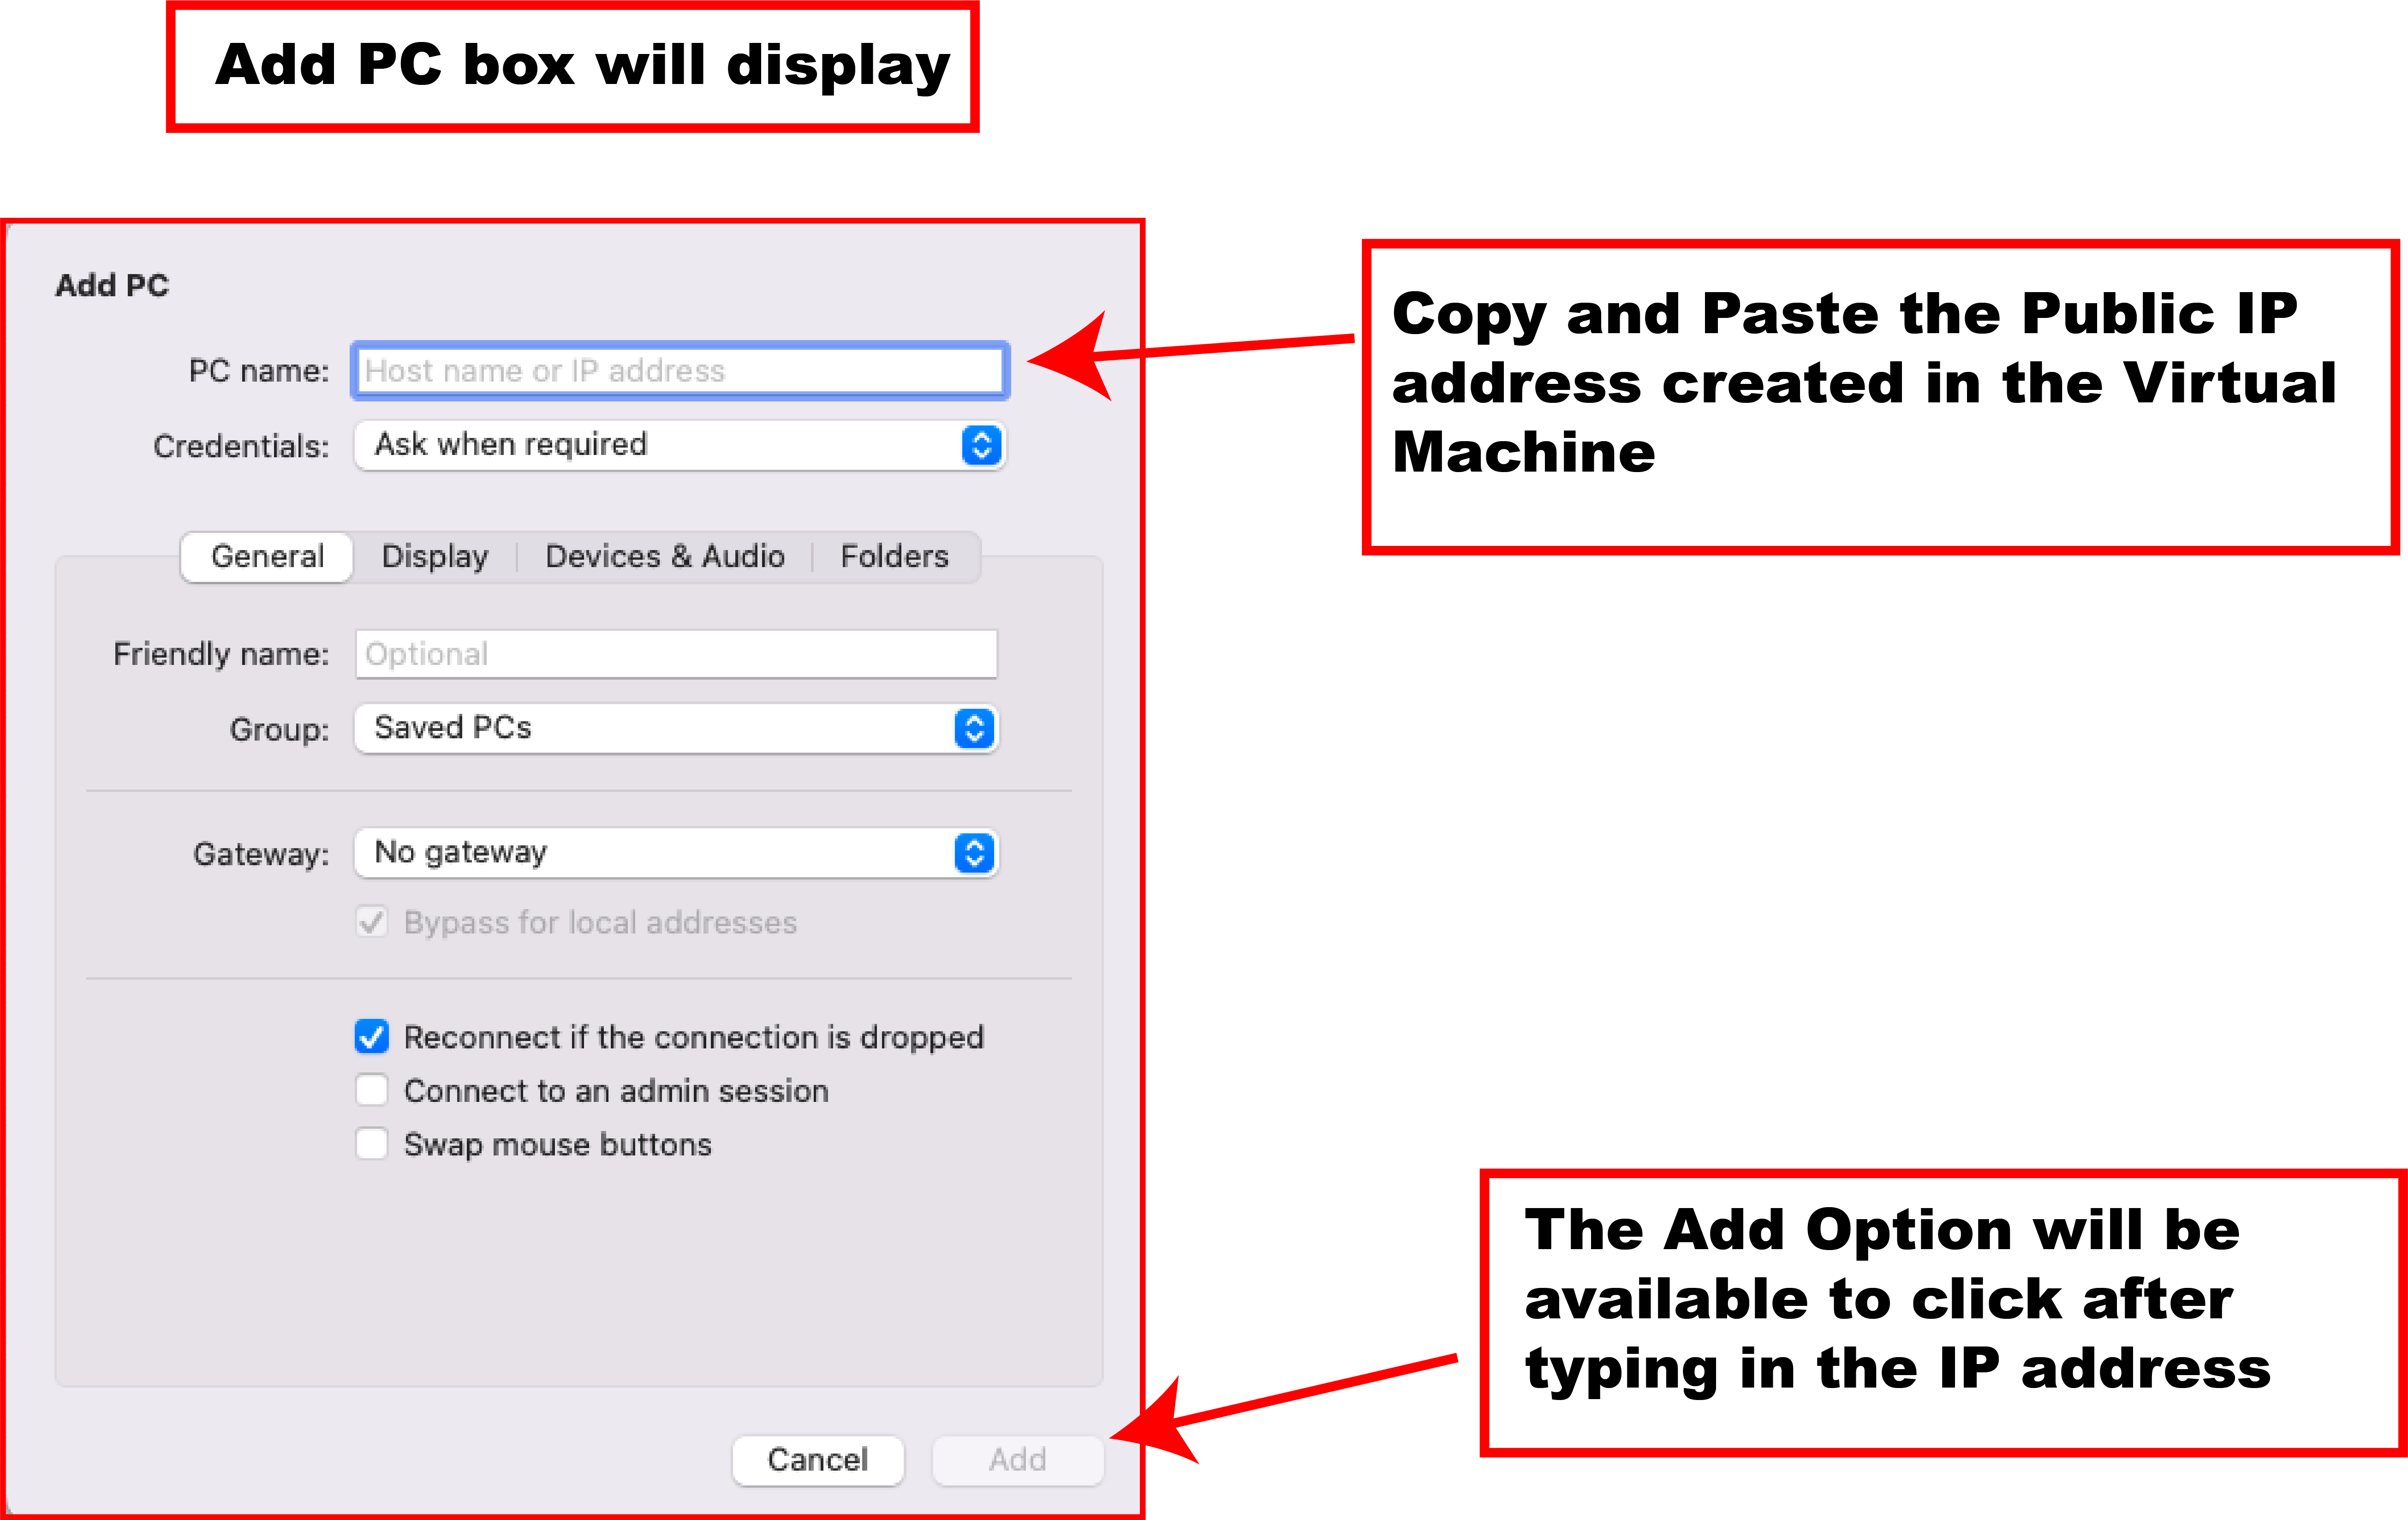 Add PC box will display
Add PC
PC name: Host name or IP address
Credentials: Ask when required
Copy and Paste the Public IP
address created in the Virtual
Machine
General Display Devices & Audio Folders
Friendly name: Optional
Group: Saved PCs
Gateway: No gateway
Bypass for local addresses
Reconnect if the connection is dropped
Connect to an admin session
Swap mouse buttons
The Add Option will be
available to click after
typing in the IP address
Cancel Add